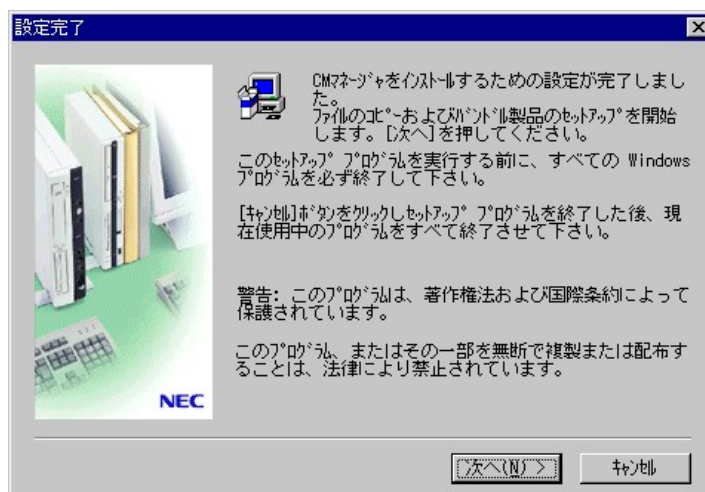 設定完了
CMﾏﾈｰｼﾞｬをｲﾝｽﾄｰﾙするための設定が完了しまし
た。
ﾌｧｲﾙのｺﾋﾟｰおよびﾊﾞﾝﾄﾞﾙ製品のｾｯﾄｱｯﾌﾟを開始
します。[次へ]を押してください。
このｾｯﾄｱｯﾌﾟ ﾌﾟﾛｸﾞﾗﾑを実行する前に、すべての Windows
ﾌﾟﾛｸﾞﾗﾑを必ず終了して下さい。
[ｷｬﾝｾﾙ]ﾎﾞﾀﾝをｸﾘｯｸしｾｯﾄｱｯﾌﾟ ﾌﾟﾛｸﾞﾗﾑを終了した後、現
在使用中のﾌﾟﾛｸﾞﾗﾑをすべて終了させて下さい。
警告: このﾌﾟﾛｸﾞﾗﾑは、著作権法および国際条約によって
保護されています。
このﾌﾟﾛｸﾞﾗﾑ、またはその一部を無断で複製または配布す
ることは、法律により禁止されています。
NEC
次へ(N) >
ｷｬﾝｾﾙ